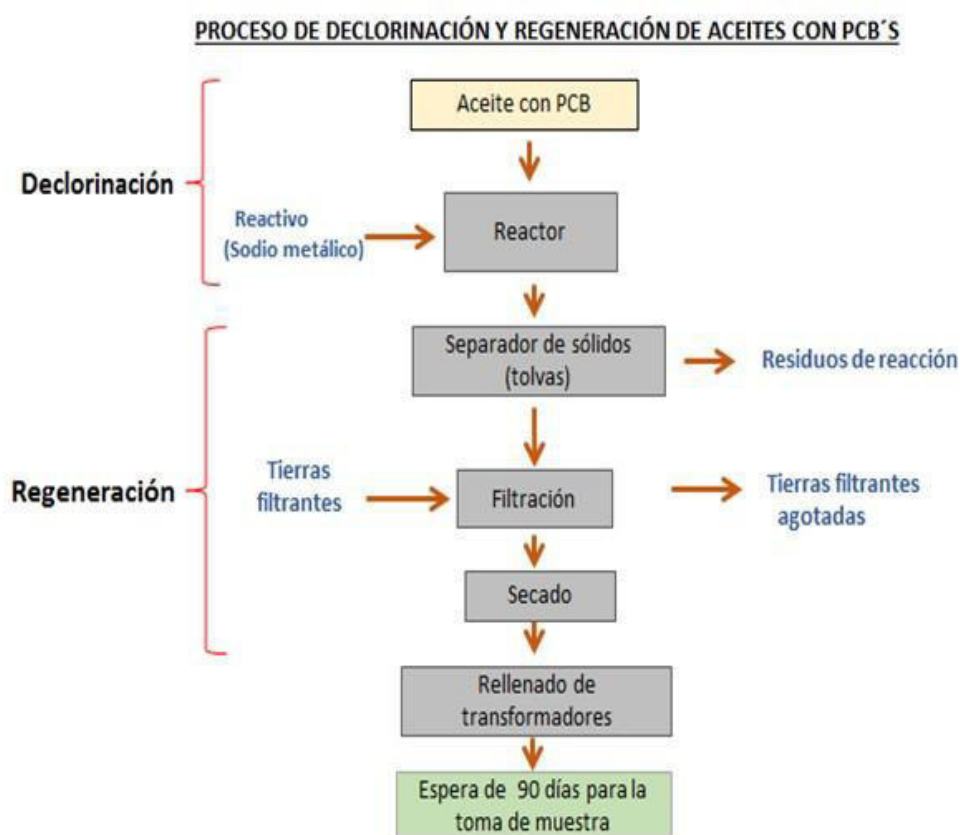 PROCESO DE DECLORINACIÓN Y REGENERACIÓN DE ACEITES CON PCB´S
Aceite con PCB
Declorinación
Reactivo
(Sodio metálico)
Reactor
Separador de sólidos
(tolvas)
Residuos de reacción
Regeneración
Tierras
filtrantes
Filtración
Tierras filtrantes
agotadas
Secado
Rellenado de
transformadores
Espera de 90 días para la
toma de muestra